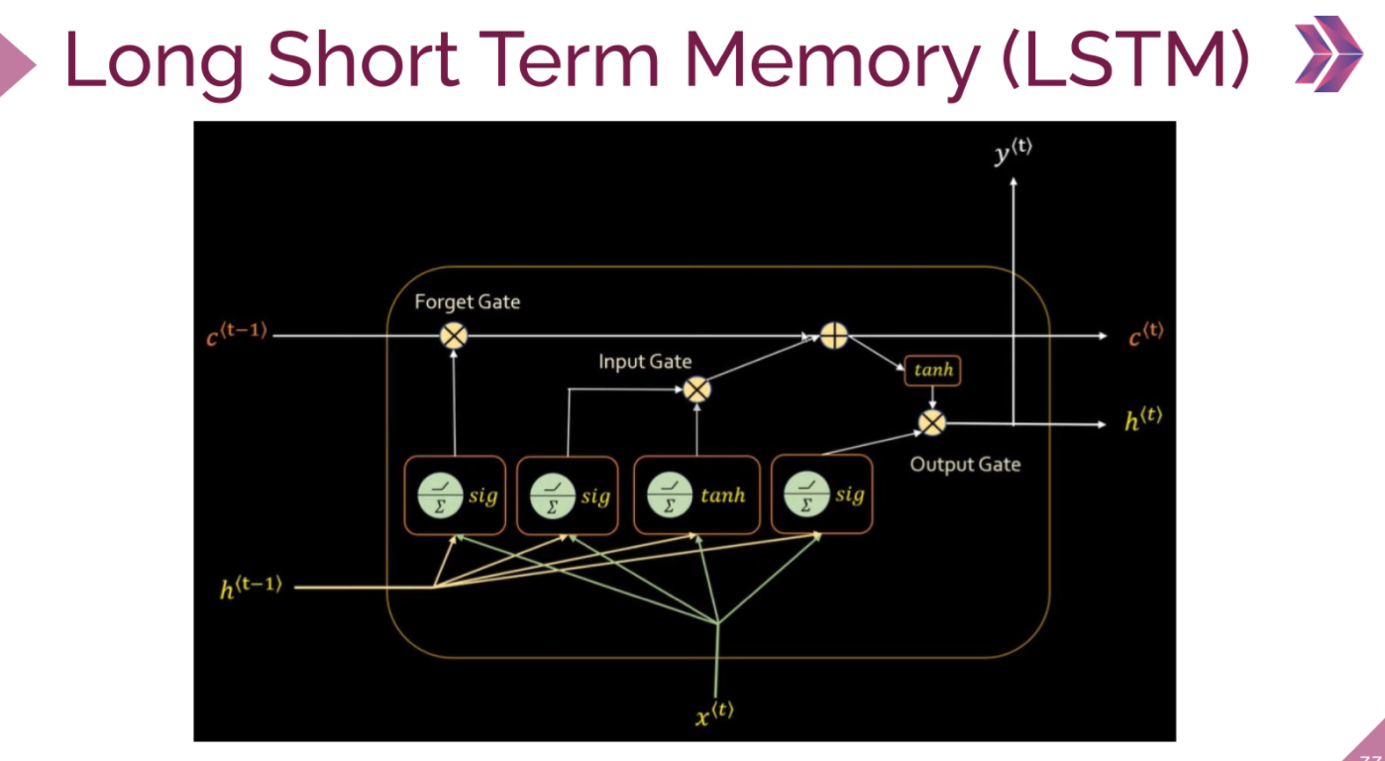 Long Short Term Memory (LSTM)
y⟨t⟩
Forget Gate
c⟨t−1⟩
c⟨t⟩
Input Gate
tanh
h⟨t⟩
Output Gate
Σ sig
Σ sig
Σ tanh
Σ sig
h⟨t−1⟩
x⟨t⟩